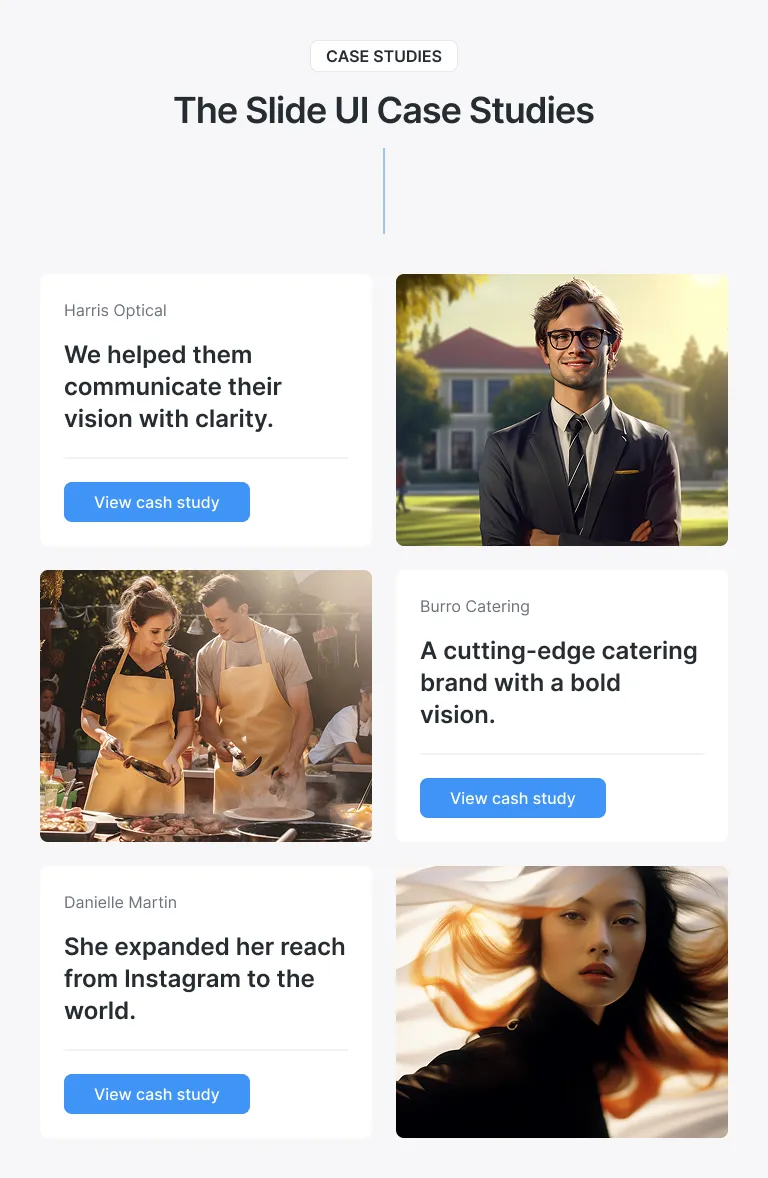 CASE STUDIES
The Slide UI Case Studies
Harris Optical
We helped them
communicate their
vision with clarity.
View cash study
Burro Catering
A cutting-edge catering
brand with a bold
vision.
View cash study
Danielle Martin
She expanded her reach
from Instagram to the
world.
View cash study